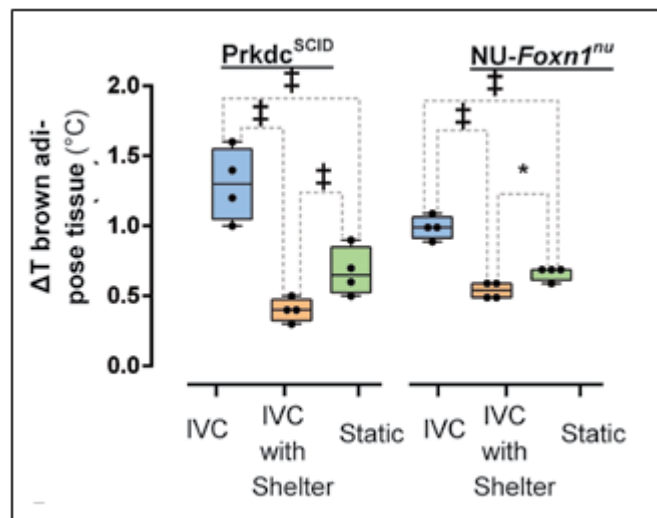 Prkdc^SCID NU-Foxn1^nu
‡ ‡
‡ ‡
‡ *
ΔT brown adi-
pose tissue (°C)
2.0
1.5
1.0
0.5
0.0
IVC IVC with Shelter Static IVC IVC with Shelter Static